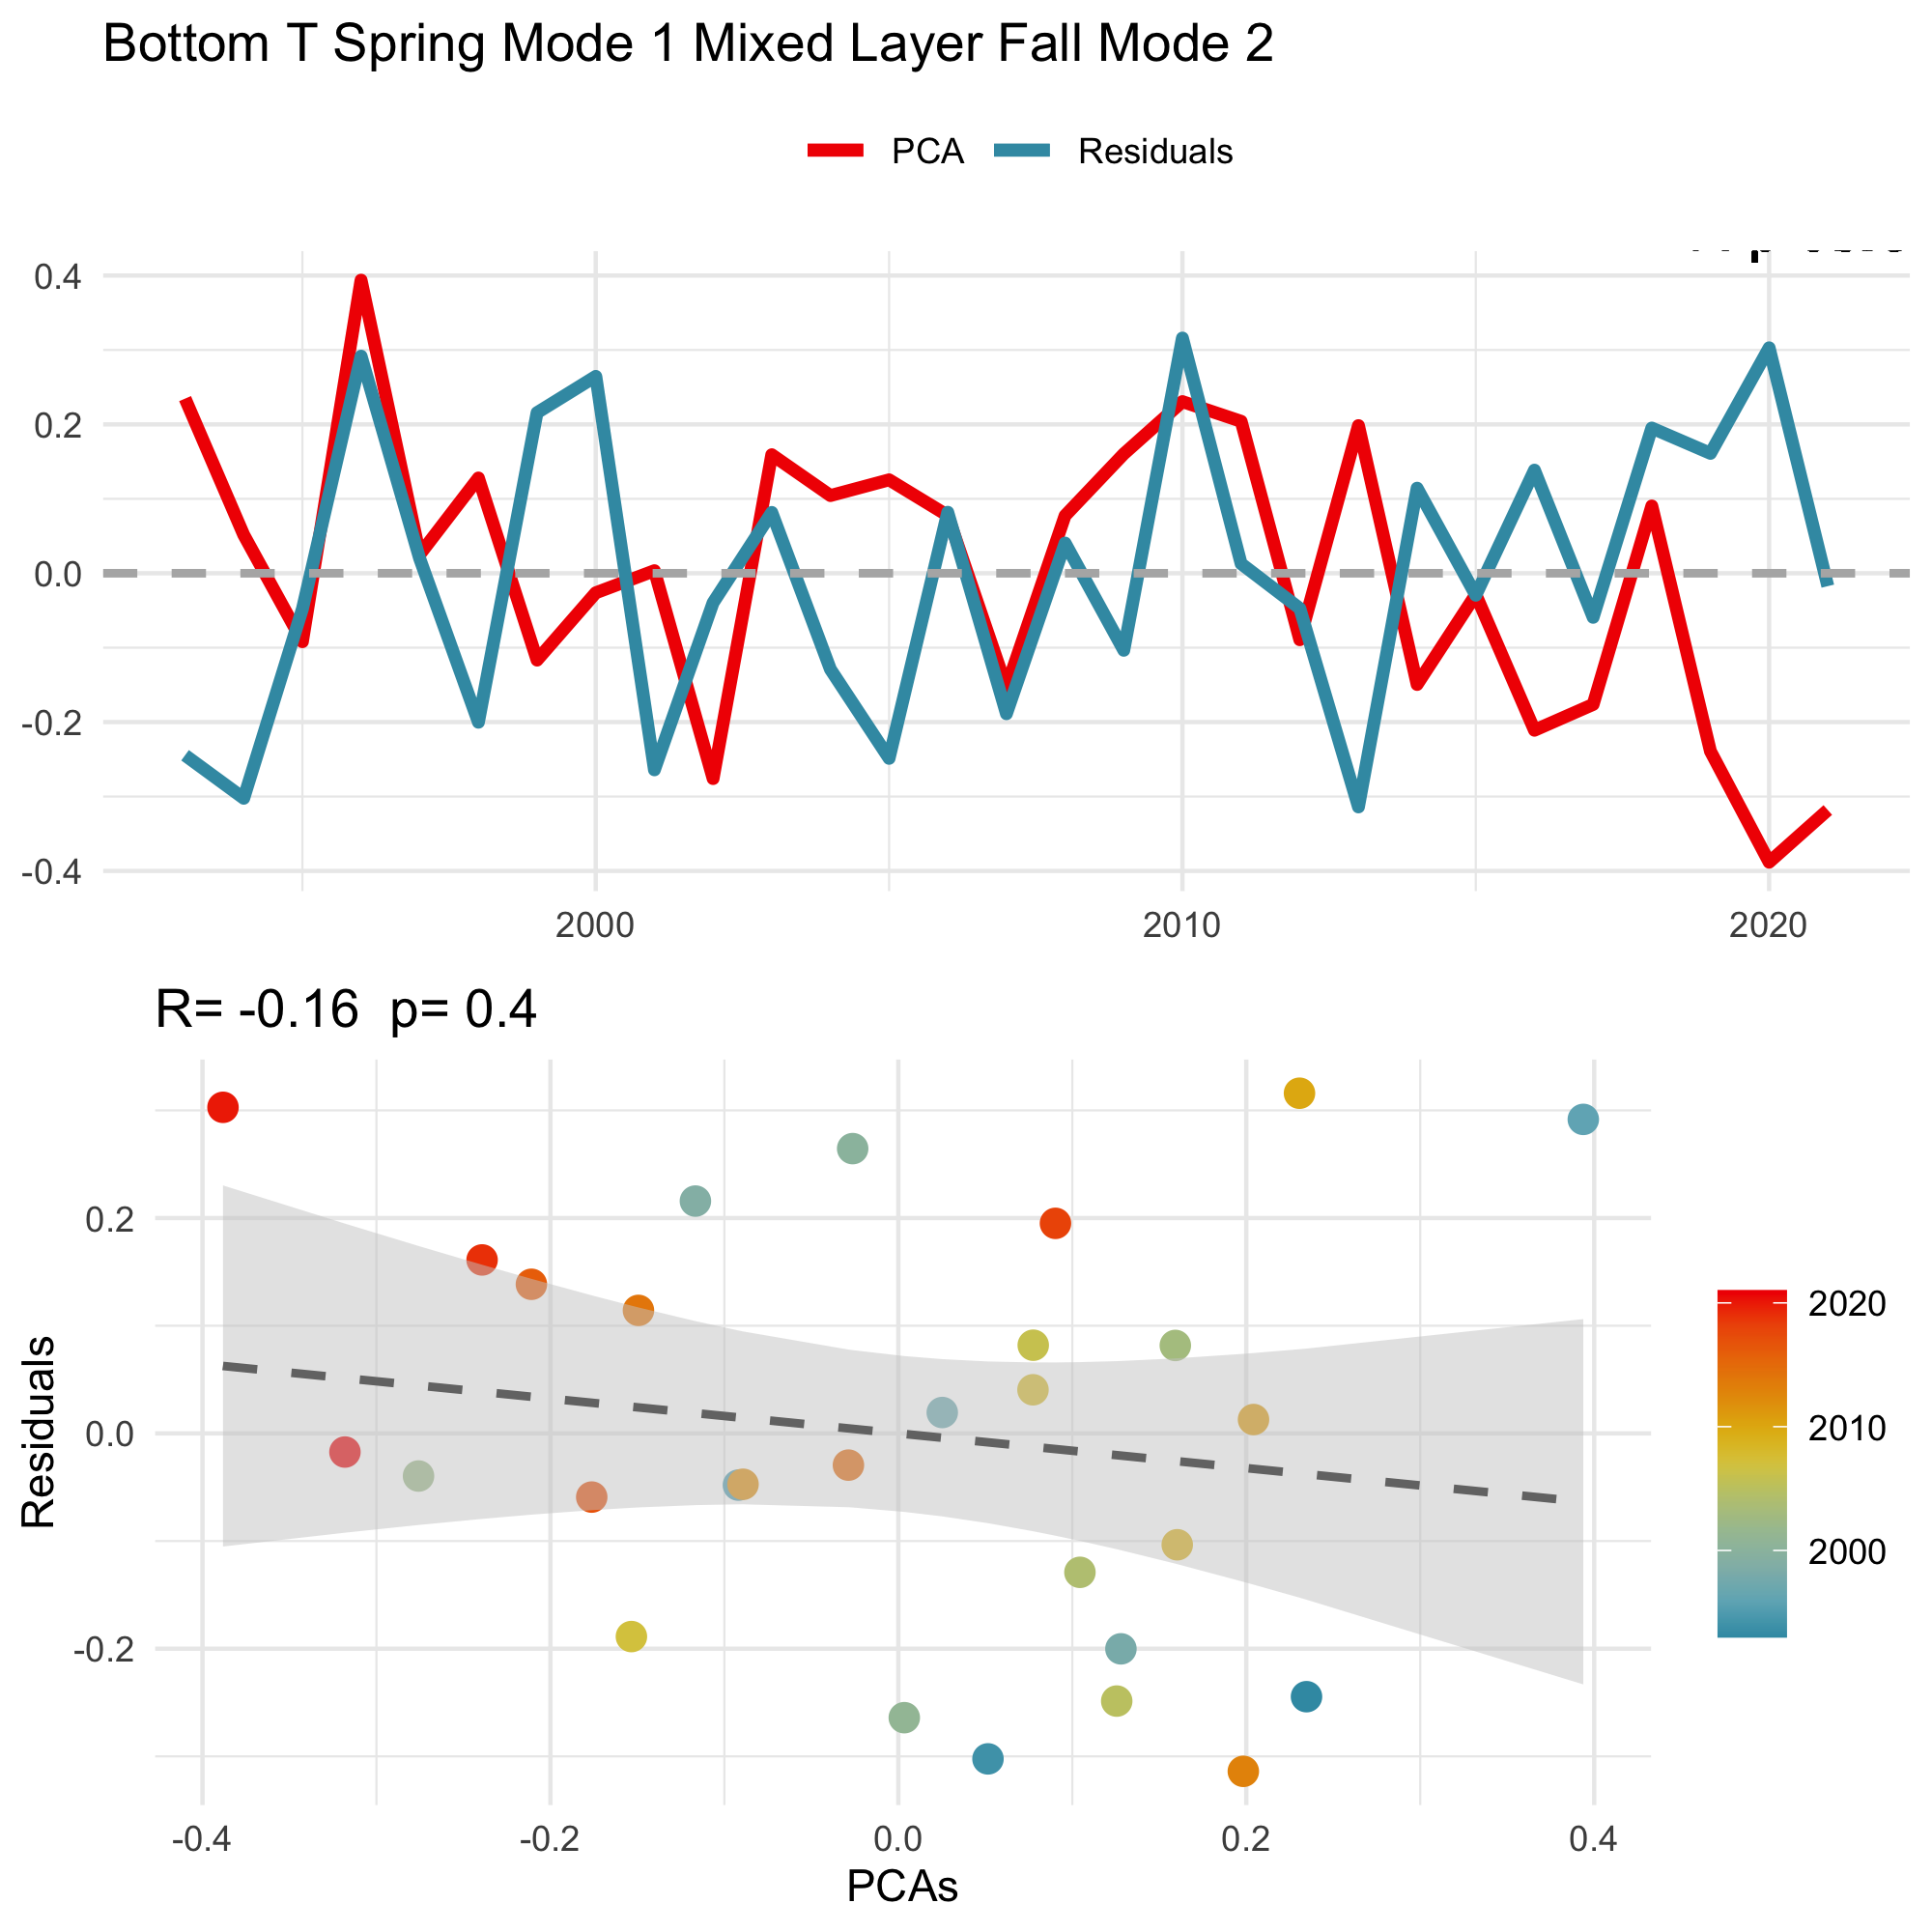 Bottom T Spring Mode 1 Mixed Layer Fall Mode 2
PCA Residuals
0.4
0.2
0.0
-0.2
-0.4
2000 2010 2020
R= -0.16 p= 0.4
Residuals
0.2
0.0
-0.2
-0.4 -0.2 0.0 0.2 0.4
PCAs
2020
2010
2000